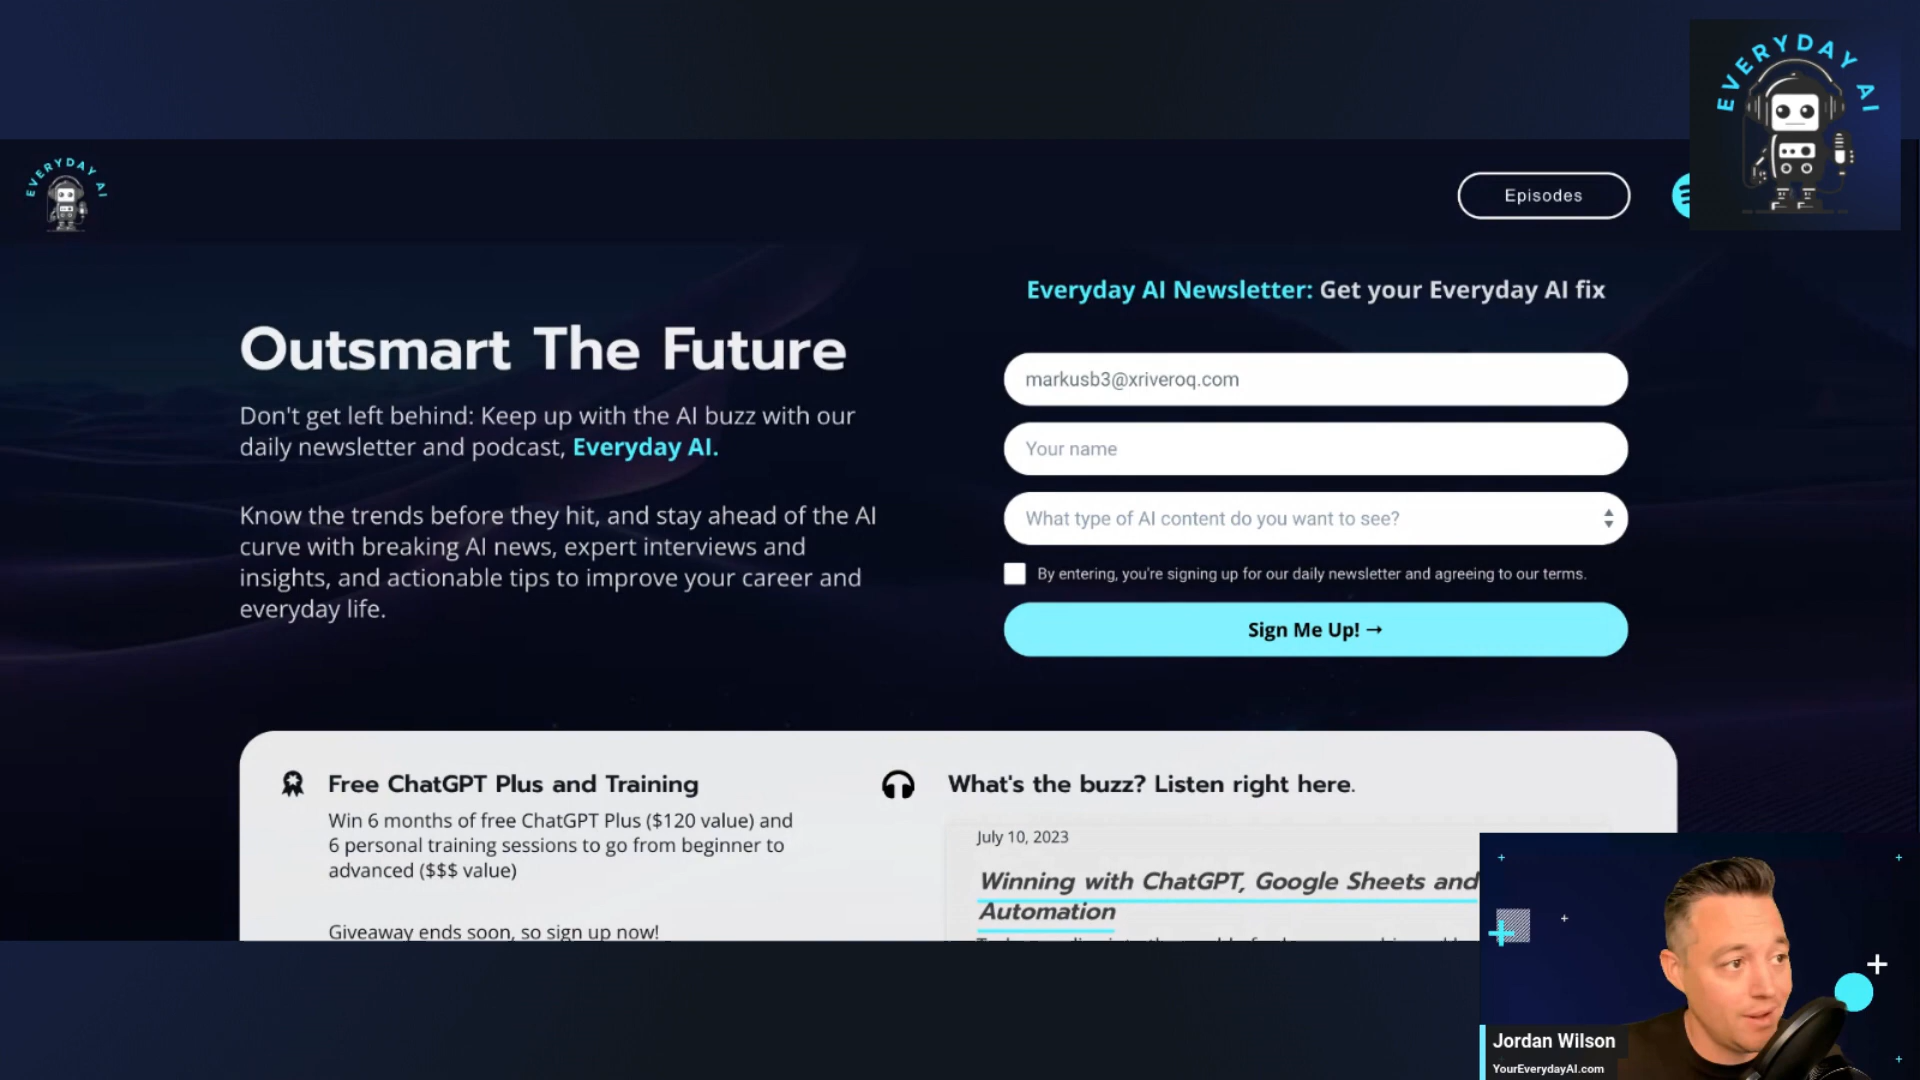 EVERYDAY AI
EVERYDAY AI
Episodes
Everyday AI Newsletter: Get your Everyday AI fix
Outsmart The Future
Don't get left behind: Keep up with the AI buzz with our
daily newsletter and podcast, Everyday AI.
Know the trends before they hit, and stay ahead of the AI
curve with breaking AI news, expert interviews and
insights, and actionable tips to improve your career and
everyday life.
markusb3@xriveroq.com
Your name
What type of AI content do you want to see?
By entering, you're signing up for our daily newsletter and agreeing to our terms.
Sign Me Up! →
Free ChatGPT Plus and Training
Win 6 months of free ChatGPT Plus ($120 value) and
6 personal training sessions to go from beginner to
advanced ($$$ value)
Giveaway ends soon, so sign up now!
What's the buzz? Listen right here.
July 10, 2023
Winning with ChatGPT, Google Sheets and
Automation
Jordan Wilson
YourEverydayAI.com